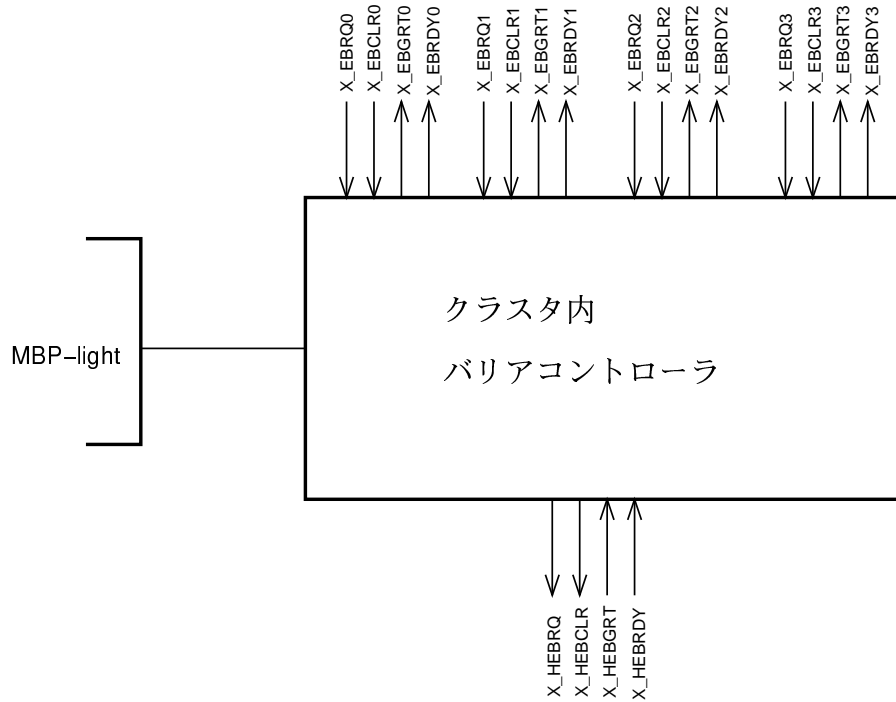 X_EBRQ0
X_EBCLR0
X_EBGRT0
X_EBRDY0
X_EBRQ1
X_EBCLR1
X_EBGRT1
X_EBRDY1
X_EBRQ2
X_EBCLR2
X_EBGRT2
X_EBRDY2
X_EBRQ3
X_EBCLR3
X_EBGRT3
X_EBRDY3
クラスタ内
バリアコントローラ
MBP–light
X_HEBRQ
X_HEBCLR
X_HEBGRT
X_HEBRDY